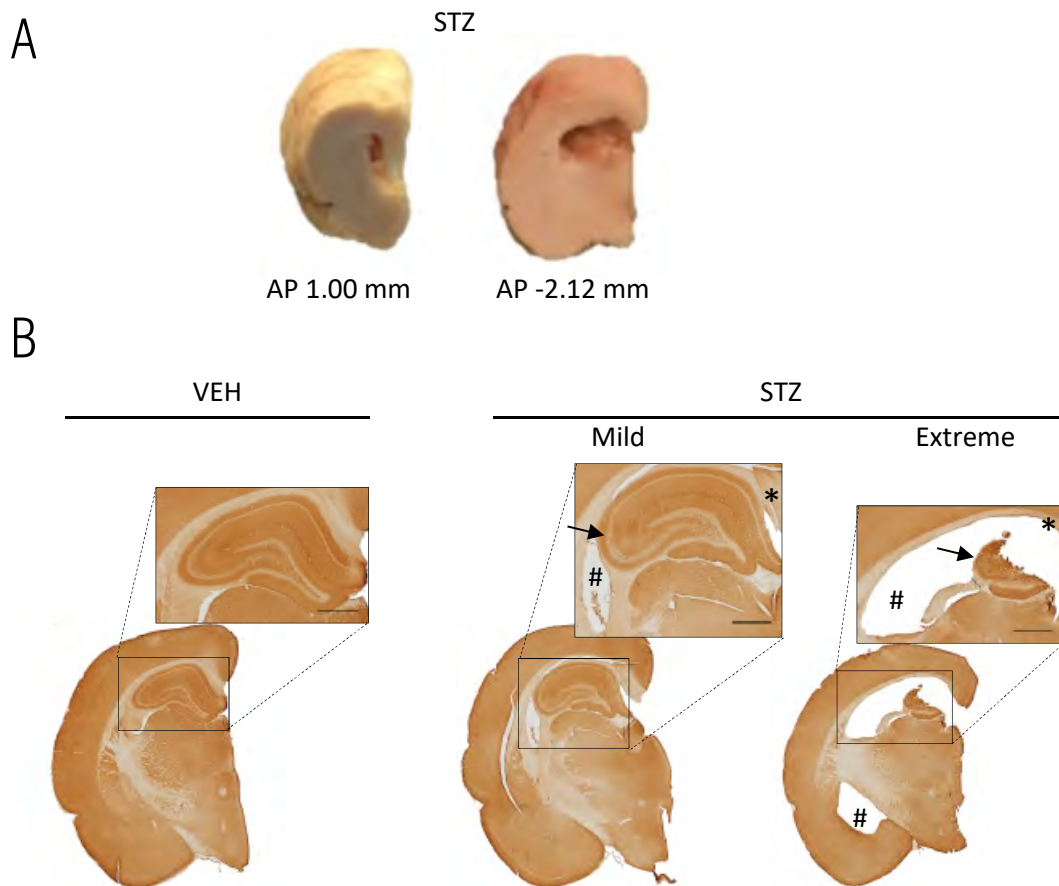 A
STZ
AP 1.00 mm
AP -2.12 mm
B
VEH
STZ
Mild
Extreme
*
#
*
#
#